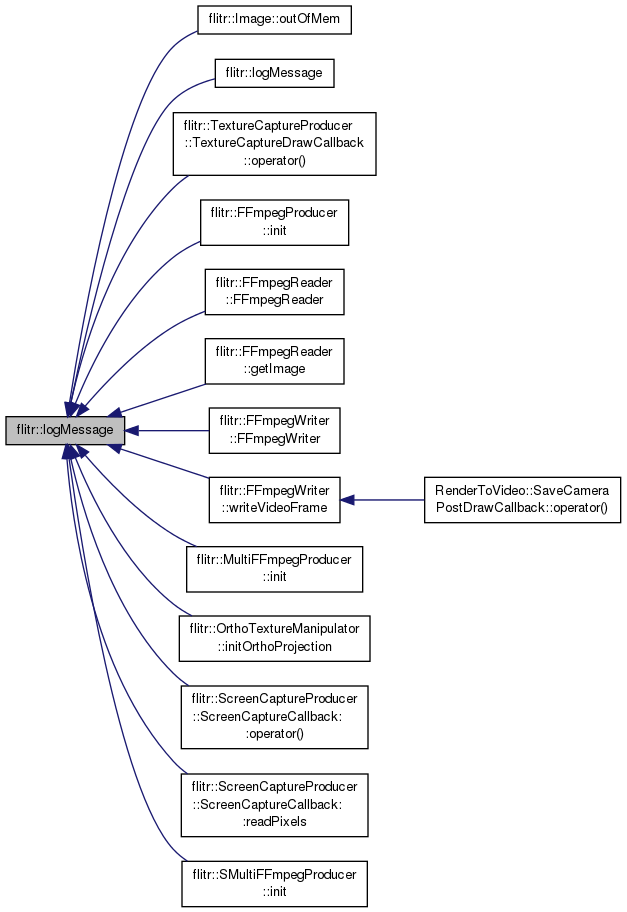 flitr::Image::outOfMem
flitr::logMessage
flitr::TextureCaptureProducer
::TextureCaptureDrawCallback
::operator()
flitr::FFmpegProducer
::init
flitr::FFmpegReader
::FFmpegReader
flitr::FFmpegReader
::getImage
flitr::logMessage
flitr::FFmpegWriter
::FFmpegWriter
flitr::FFmpegWriter
::writeVideoFrame
RenderToVideo::SaveCamera
PostDrawCallback::operator()
flitr::MultiFFmpegProducer
::init
flitr::OrthoTextureManipulator
::initOrthoProjection
flitr::ScreenCaptureProducer
::ScreenCaptureCallback:
:operator()
flitr::ScreenCaptureProducer
::ScreenCaptureCallback:
:readPixels
flitr::SMultiFFmpegProducer
::init